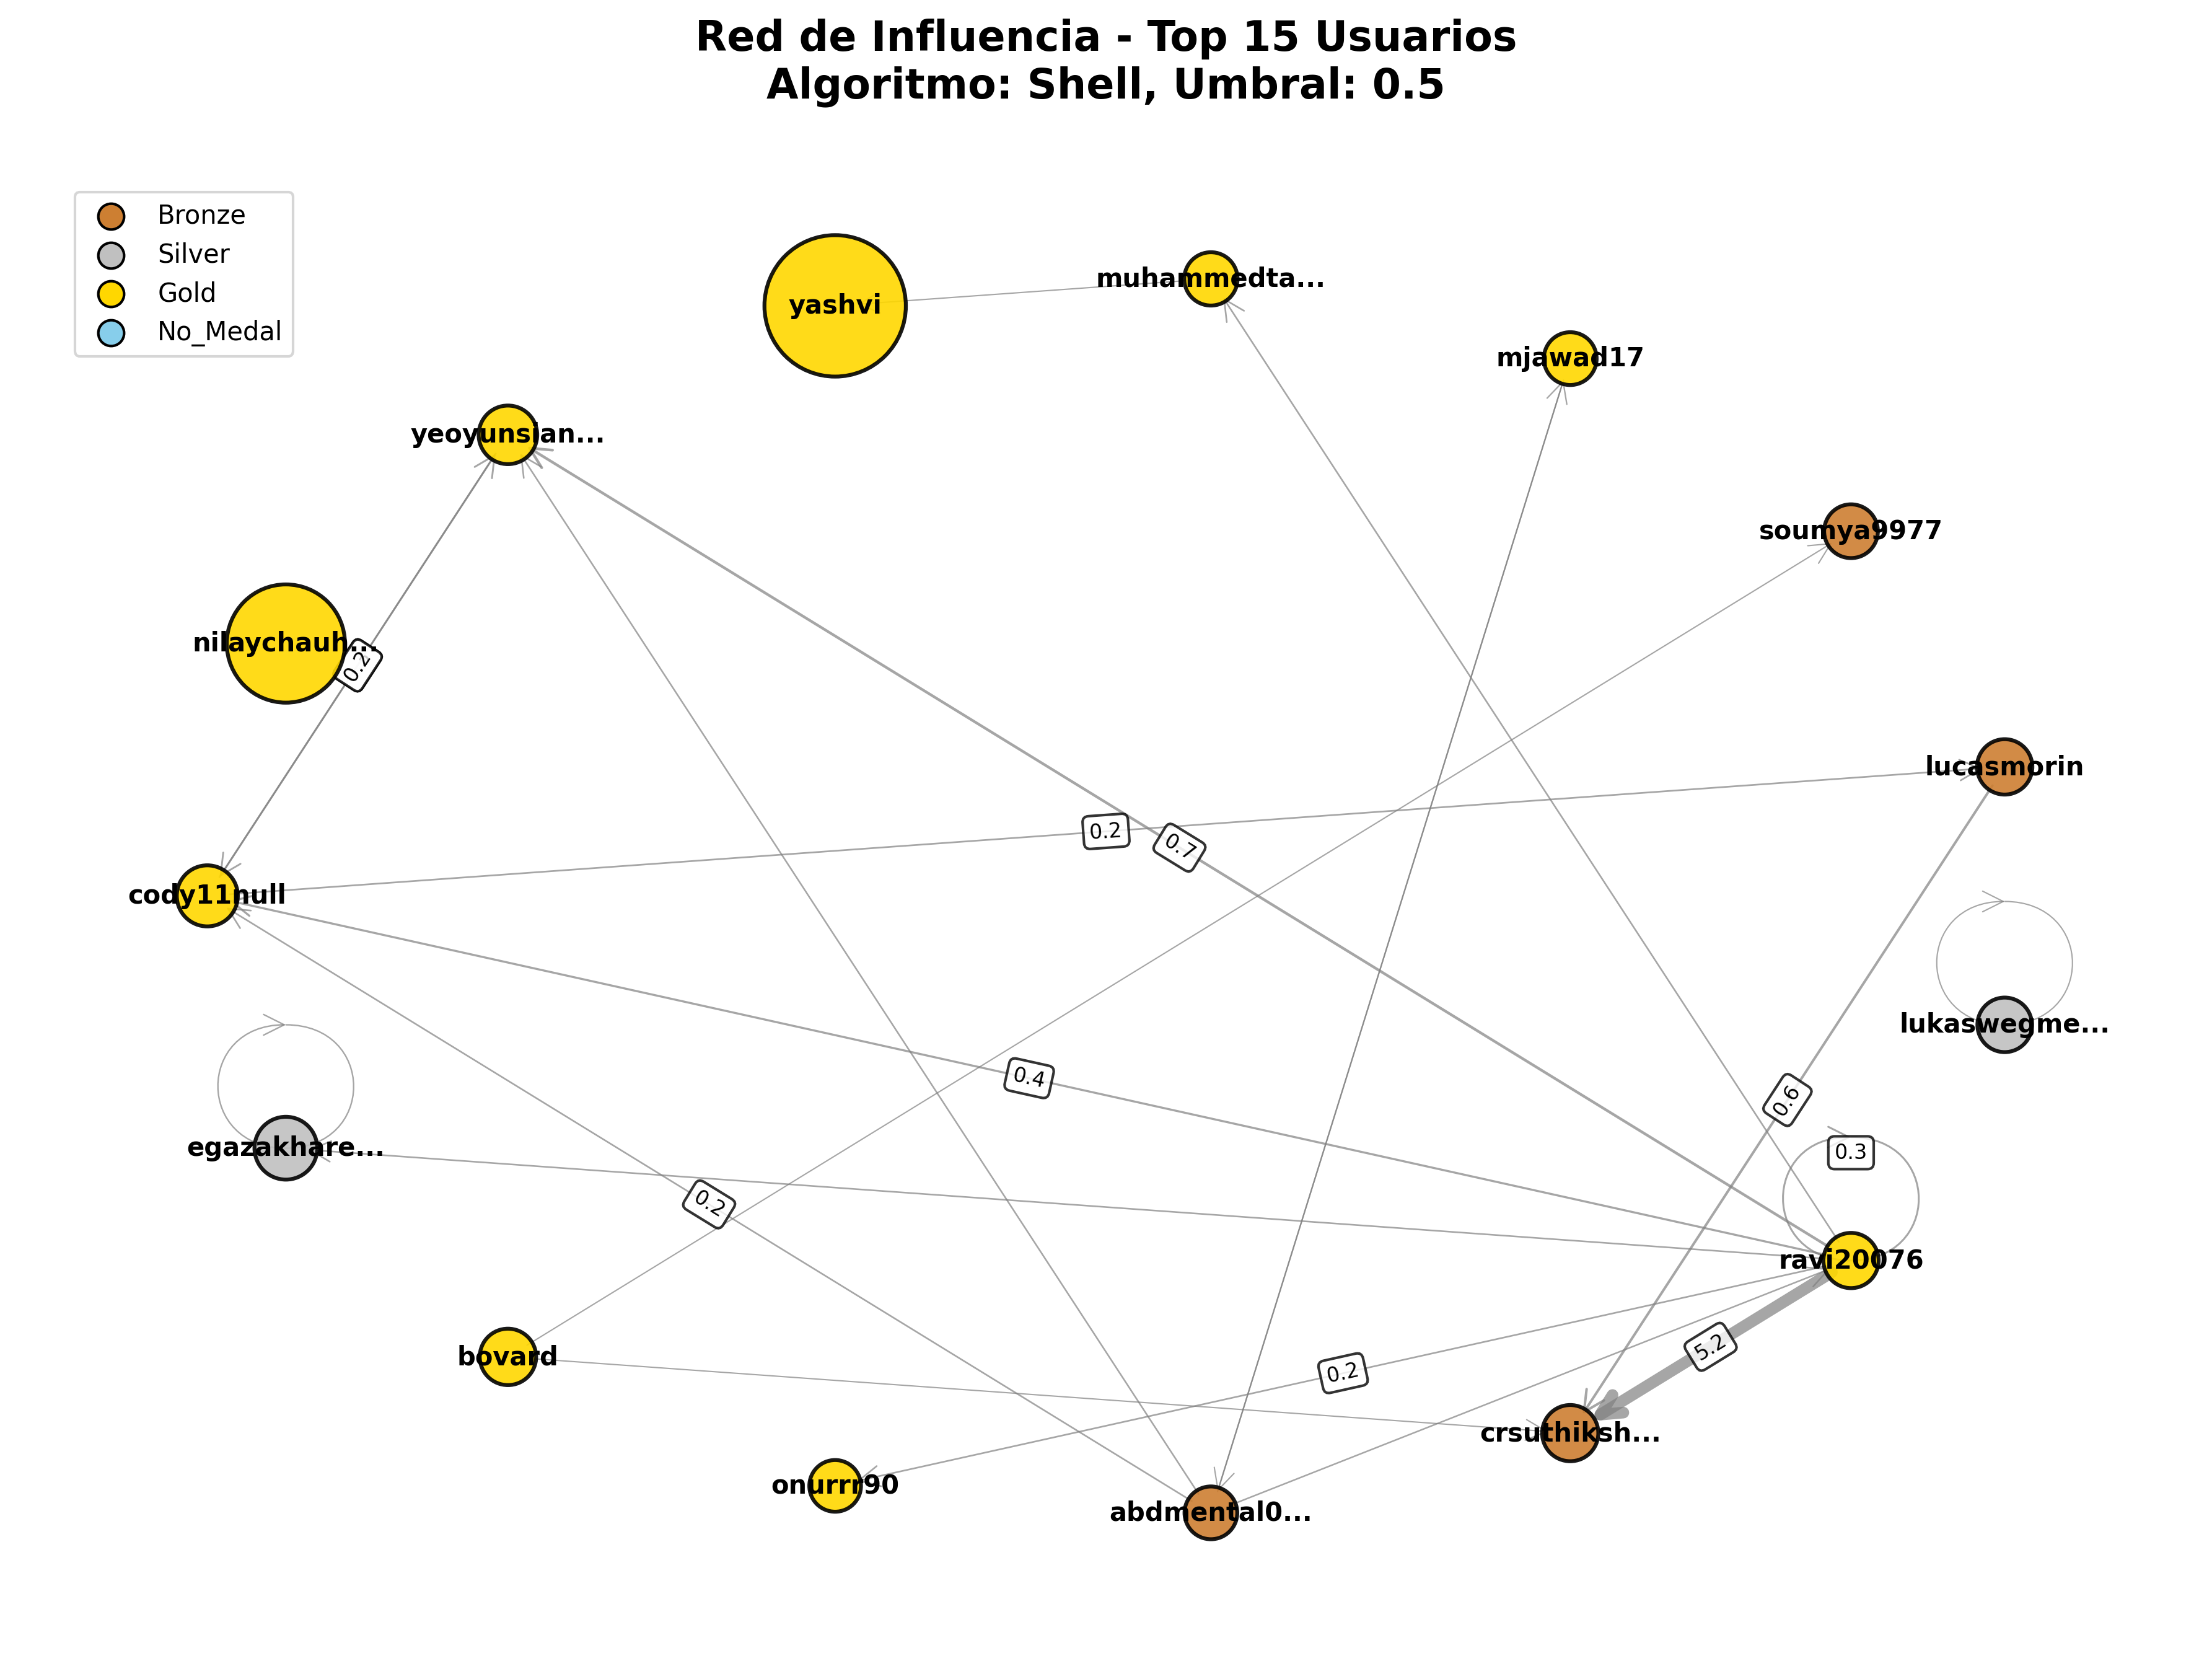 Red de Influencia - Top 15 Usuarios
Algoritmo: Shell, Umbral: 0.5
Bronze
Silver
Gold
No_Medal
yashvi
muhammedta...
mjawad17
yeoyunsian...
soumya9977
nilaychauh...
0.2
lucasmorin
0.2
0.7
cody11null
lukaswegme...
0.4
0.6
egazakhare...
0.3
0.2
ravi20076
5.2
bovard
0.2
crsuthiksh...
onurrr90
abdmental0...